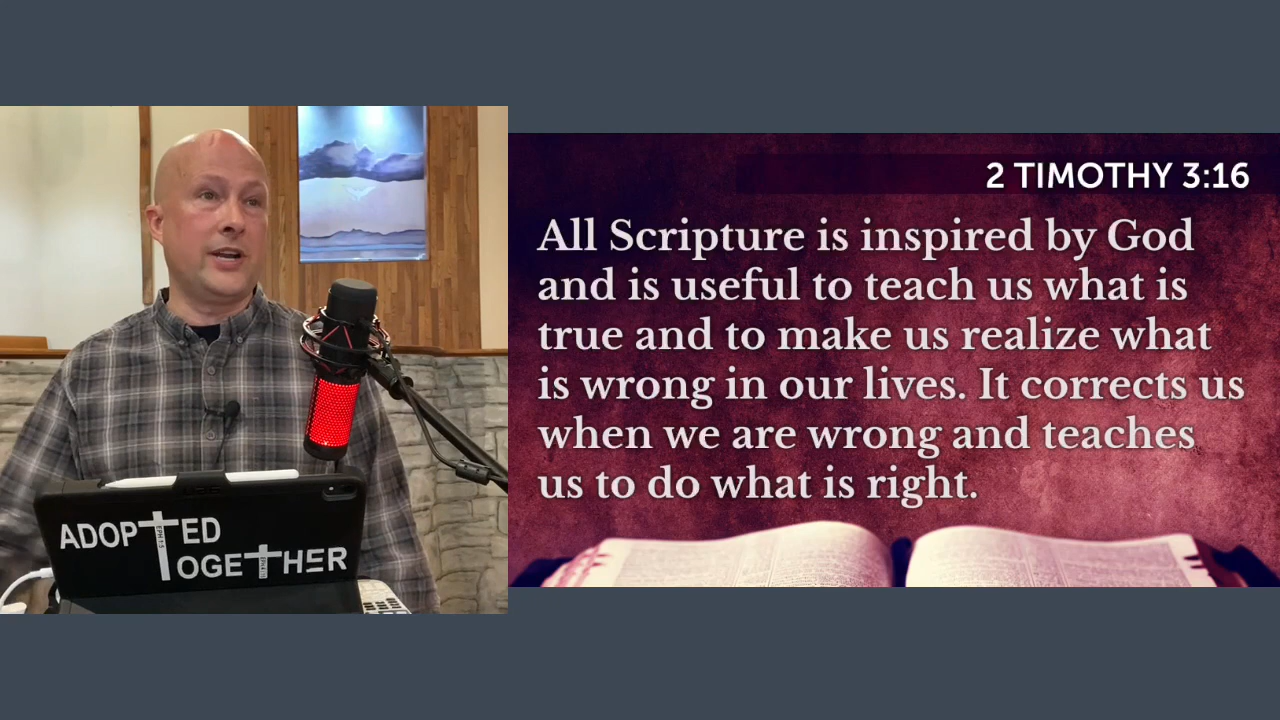 2 TIMOTHY 3:16
All Scripture is inspired by God
and is useful to teach us what is
true and to make us realize what
is wrong in our lives. It corrects us
when we are wrong and teaches
us to do what is right.
ADOPTED
TOGETHER